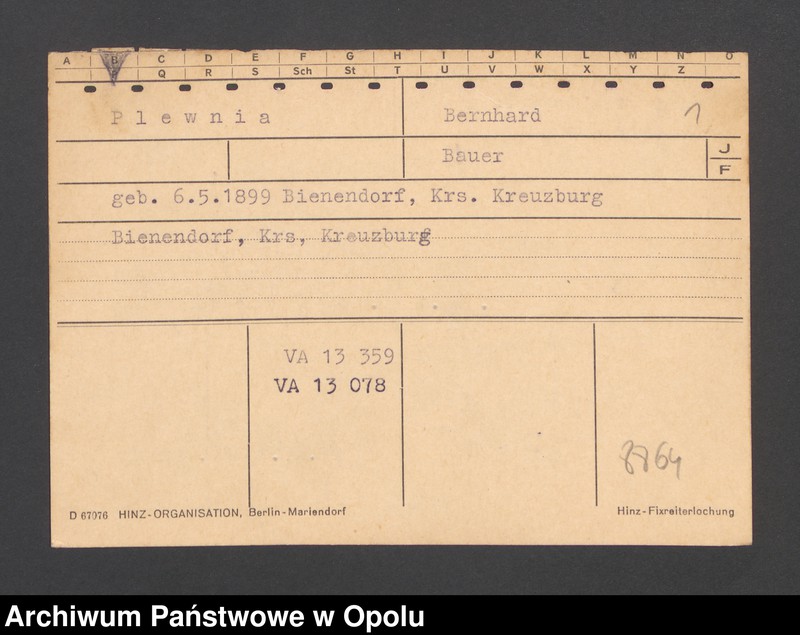 A B C D E F G H I J K L M N O
P Q R S Sch St T U V W X Y Z
Plewnia Bernhard 1
Bauer J
F
geb. 6.5.1899 Bienendorf, Krs. Kreuzburg
Bienendorf, Krs, Kreuzburg
VA 13 359
VA 13 078
8764
D 67976 HINZ-ORGANISATION, Berlin-Mariendorf Hinz-Fixreiterlochung
Archiwum Państwowe w Opolu